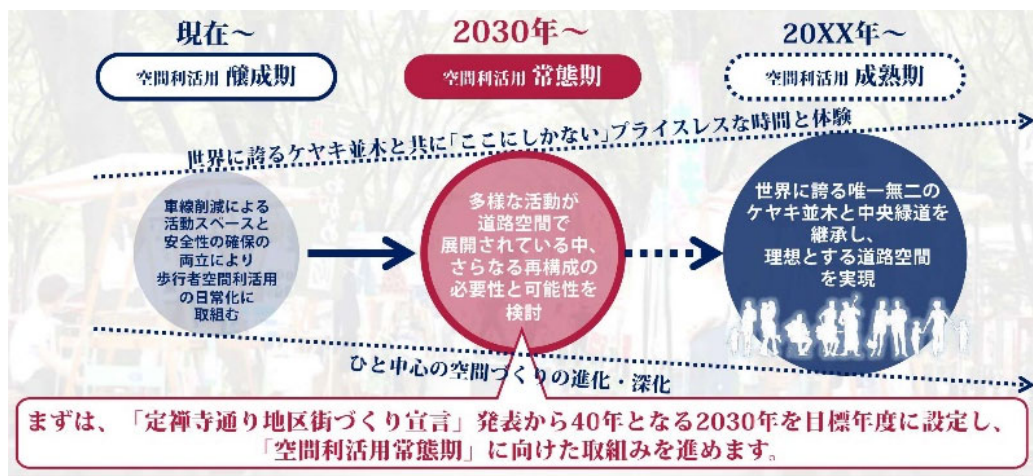 現在～
2030年～
20XX年～
空間利活用 醸成期
空間利活用 常態期
空間利活用 成熟期
世界に誇るケヤキ並木と共に「ここにしかない」プライスレスな時間と体験
車線削減による
活動スペースと
安全性の確保の
両立により
歩行者空間利活用
の日常化に
取組む
多様な活動が
道路空間で
展開されている中、
さらなる再構成の
必要性と可能性を
検討
世界に誇る唯一無二の
ケヤキ並木と中央緑道を
継承し、
理想とする道路空間
を実現
ひと中心の空間づくりの進化・深化
まずは、「定禅寺通り地区街づくり宣言」発表から40年となる2030年を目標年度に設定し、
「空間利活用常態期」に向けた取組みを進めます。